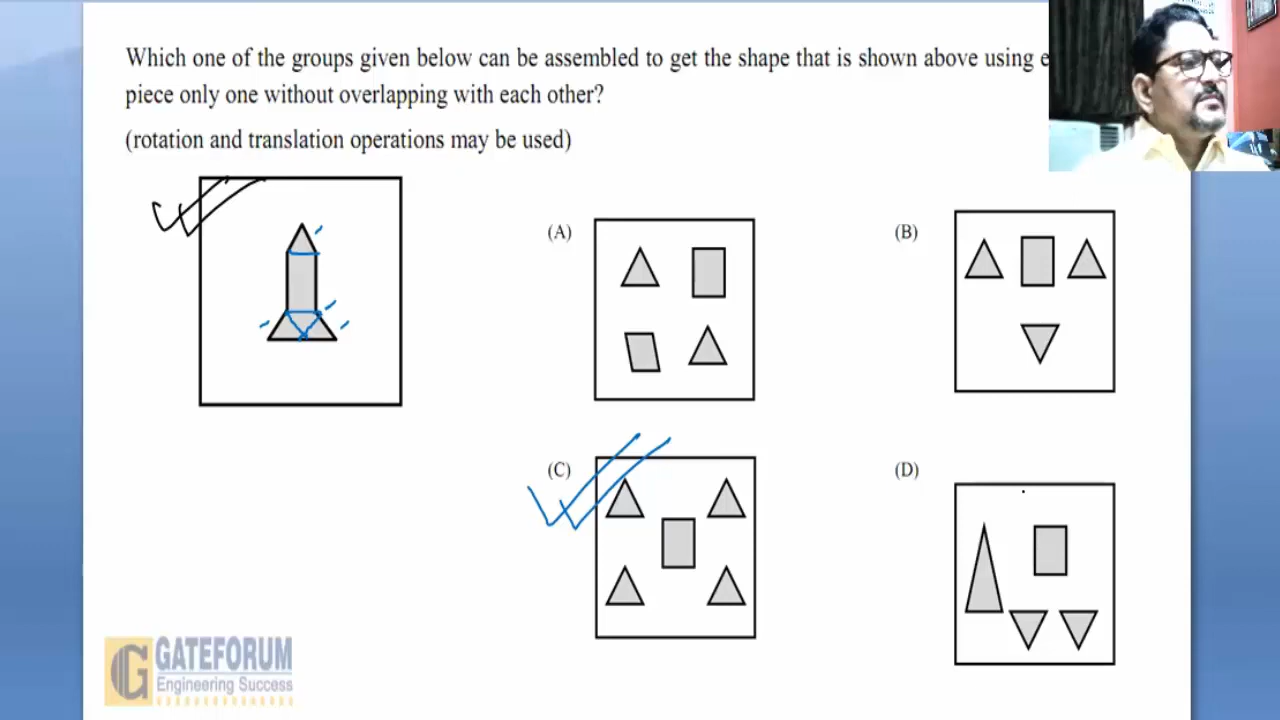 Which one of the groups given below can be assembled to get the shape that is shown above using
piece only one without overlapping with each other?
(rotation and translation operations may be used)
(A)
(B)
(C)
(D)
GATEFORUM
Engineering Success